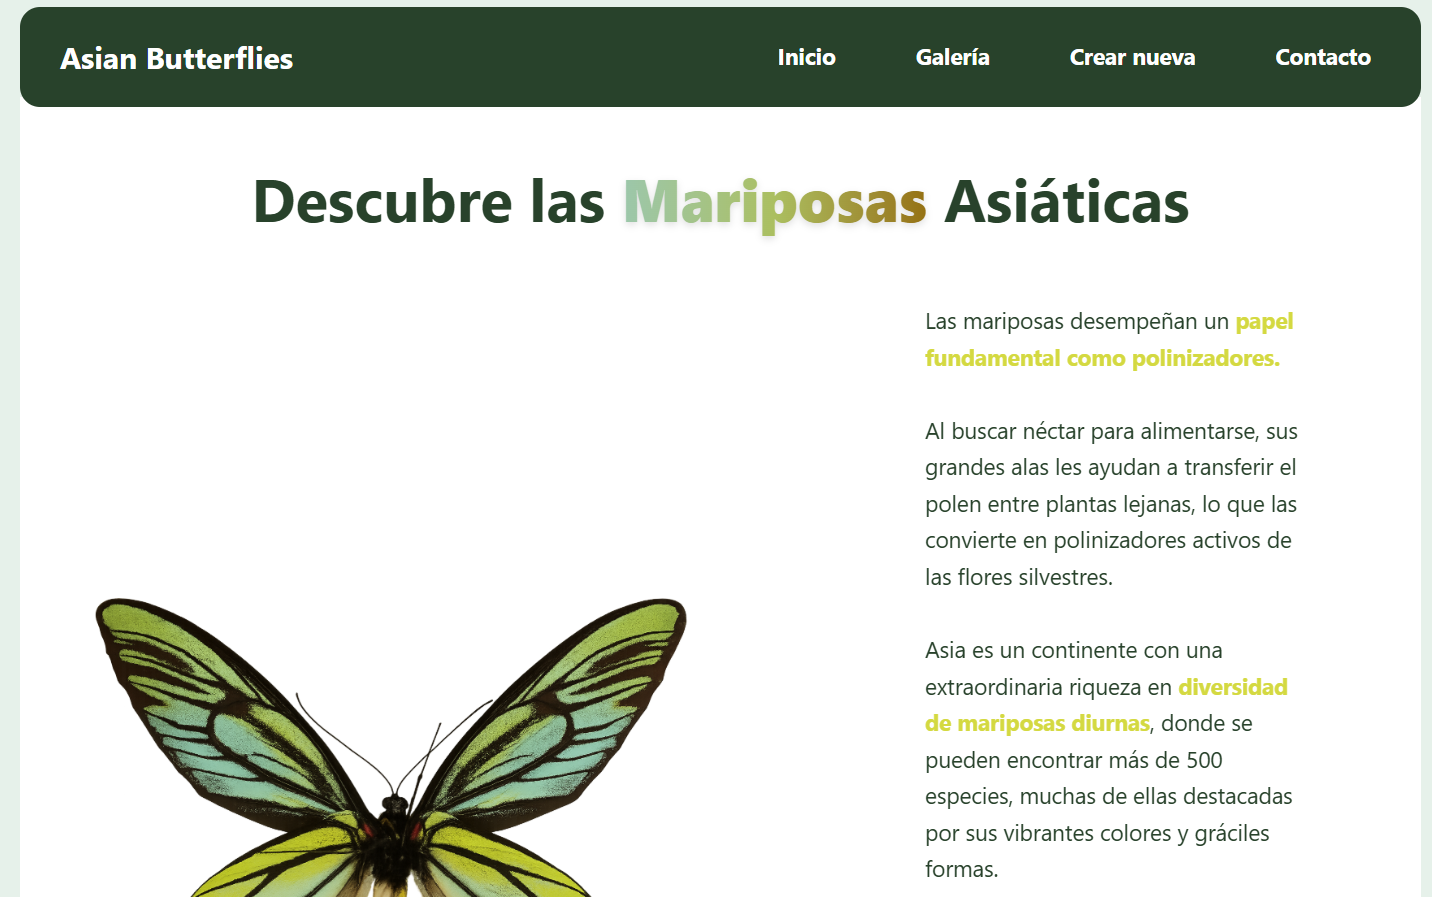 Asian Butterflies
Inicio
Galería
Crear nueva
Contacto
Descubre las Mariposas Asiáticas
Las mariposas desempeñan un papel
fundamental como polinizadores.
Al buscar néctar para alimentarse, sus
grandes alas les ayudan a transferir el
polen entre plantas lejanas, lo que las
convierte en polinizadores activos de
las flores silvestres.
Asia es un continente con una
extraordinaria riqueza en diversidad
de mariposas diurnas, donde se
pueden encontrar más de 500
especies, muchas de ellas destacadas
por sus vibrantes colores y gráciles
formas.